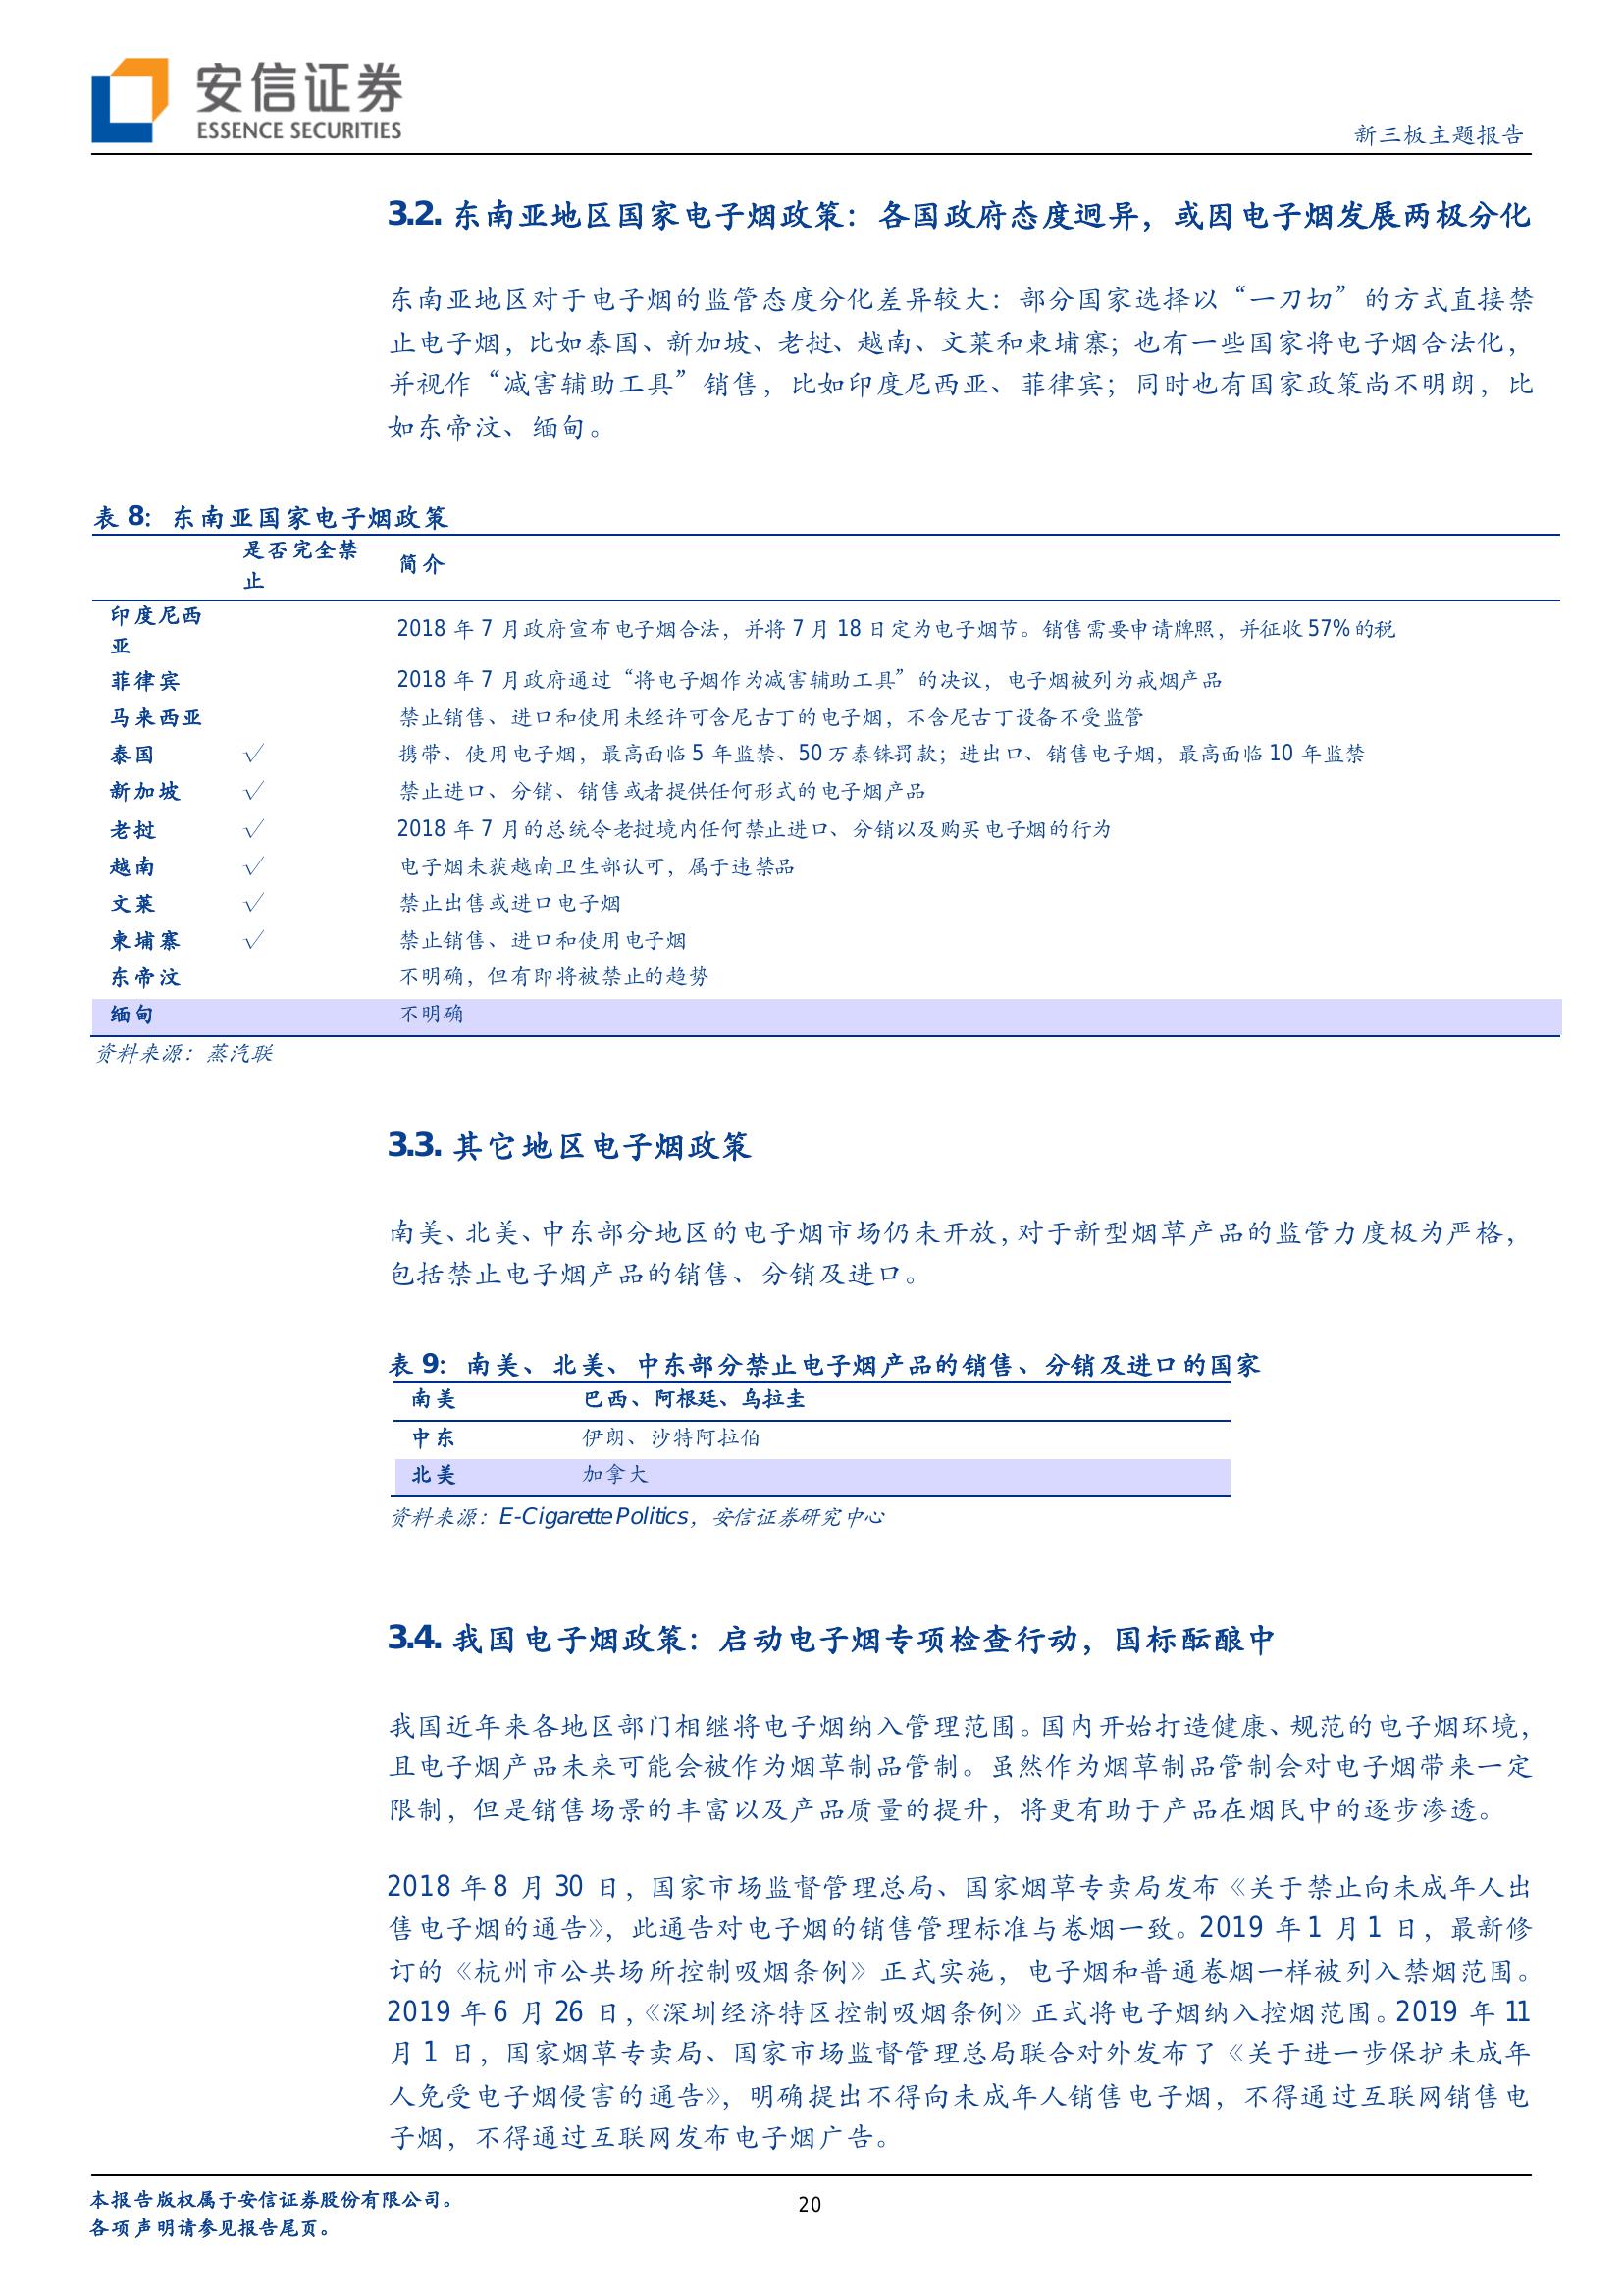 安信证券
ESSENCE SECURITIES
新三板主题报告
3.2. 东南亚地区国家电子烟政策：各国政府态度迥异，或因电子烟发展两极分化
东南亚地区对于电子烟的监管态度分化差异较大：部分国家选择以“一刀切”的方式直接禁
止电子烟，比如泰国、新加坡、老挝、越南、文莱和柬埔寨；也有一些国家将电子烟合法化，
并视作“减害辅助工具”销售，比如印度尼西亚、菲律宾；同时也有国家政策尚不明朗，比
如东帝汶、缅甸。
表 8：东南亚国家电子烟政策
是否完全禁
止
简介
印度尼西
亚
2018 年 7 月政府宣布电子烟合法，并将 7 月 18 日定为电子烟节。销售需要申请牌照，并征收 57%的税
菲律宾 2018 年 7 月政府通过“将电子烟作为减害辅助工具”的决议，电子烟被列为戒烟产品
马来西亚 禁止销售、进口和使用未经许可含尼古丁的电子烟，不含尼古丁设备不受监管
泰国 √ 携带、使用电子烟，最高面临 5 年监禁、50 万泰铢罚款；进出口、销售电子烟，最高面临 10 年监禁
新加坡 √ 禁止进口、分销、销售或者提供任何形式的电子烟产品
老挝 √ 2018 年 7 月的总统令老挝境内任何禁止进口、分销以及购买电子烟的行为
越南 √ 电子烟未获越南卫生部认可，属于违禁品
文莱 √ 禁止出售或进口电子烟
柬埔寨 √ 禁止销售、进口和使用电子烟
东帝汶 不明确，但有即将被禁止的趋势
缅甸 不明确
资料来源：蒸汽联
3.3. 其它地区电子烟政策
南美、北美、中东部分地区的电子烟市场仍未开放，对于新型烟草产品的监管力度极为严格，
包括禁止电子烟产品的销售、分销及进口。
表 9：南美、北美、中东部分禁止电子烟产品的销售、分销及进口的国家
南美 巴西、阿根廷、乌拉圭
中东 伊朗、沙特阿拉伯
北美 加拿大
资料来源：E-Cigarette Politics，安信证券研究中心
3.4. 我国电子烟政策：启动电子烟专项检查行动，国标酝酿中
我国近年来各地区部门相继将电子烟纳入管理范围。国内开始打造健康、规范的电子烟环境，
且电子烟产品未来可能会被作为烟草制品管制。虽然作为烟草制品管制会对电子烟带来一定
限制，但是销售场景的丰富以及产品质量的提升，将更有助于产品在烟民中的逐步渗透。
2018 年 8 月 30 日，国家市场监督管理总局、国家烟草专卖局发布《关于禁止向未成年人出
售电子烟的通告》，此通告对电子烟的销售管理标准与卷烟一致。2019 年 1 月 1 日，最新修
订的《杭州市公共场所控制吸烟条例》正式实施，电子烟和普通卷烟一样被列入禁烟范围。
2019 年 6 月 26 日，《深圳经济特区控制吸烟条例》正式将电子烟纳入控烟范围。2019 年 11
月 1 日，国家烟草专卖局、国家市场监督管理总局联合对外发布了《关于进一步保护未成年
人免受电子烟侵害的通告》，明确提出不得向未成年人销售电子烟，不得通过互联网销售电
子烟，不得通过互联网发布电子烟广告。
本报告版权属于安信证券股份有限公司。
20
各项声明请参见报告尾页。